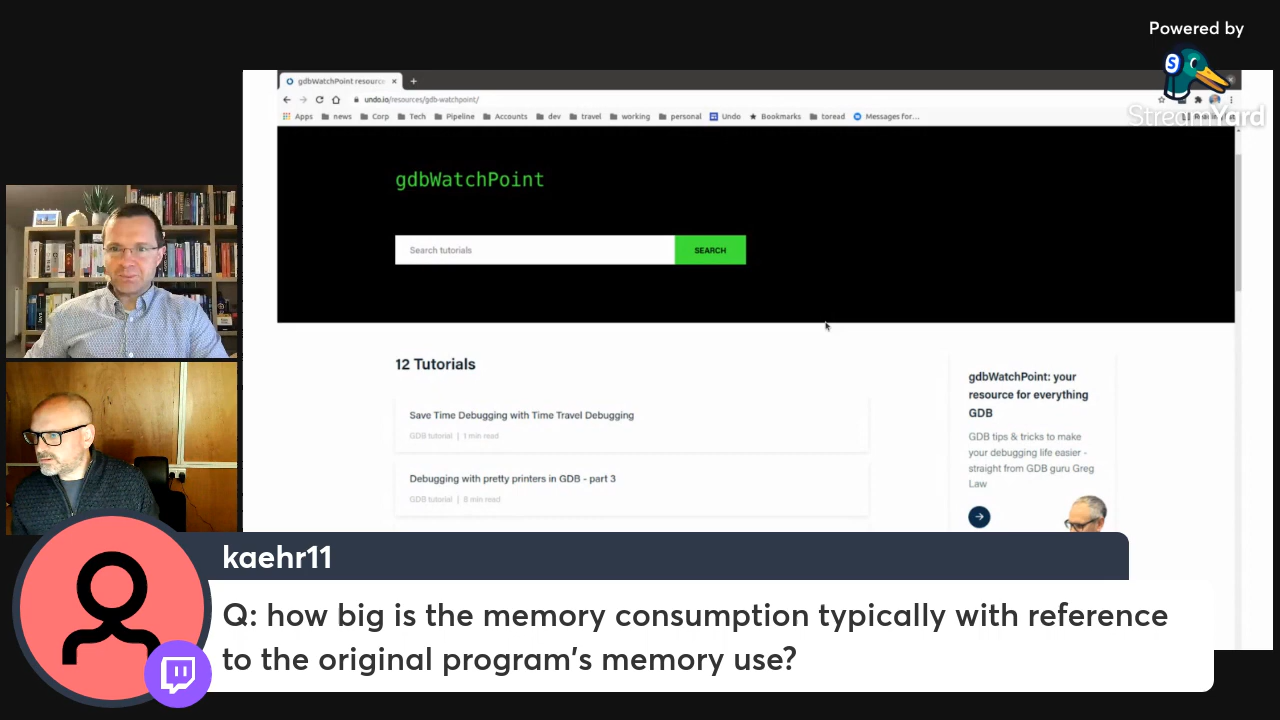 Powered by
StreamYard
gdbWatchPoint resource
undo.io/resources/gdb-watchpoint/
Apps news Corp Tech Pipeline Accounts dev travel working personal Undo Bookmarks toread Messages for...
gdbWatchPoint
Search tutorials SEARCH
12 Tutorials
Save Time Debugging with Time Travel Debugging
GDB tutorial | 1 min read
Debugging with pretty printers in GDB - part 3
GDB tutorial | 8 min read
gdbWatchPoint: your
resource for everything
GDB
GDB tips & tricks to make
your debugging life easier -
straight from GDB guru Greg
Law
kaehr11
Q: how big is the memory consumption typically with reference
to the original program's memory use?